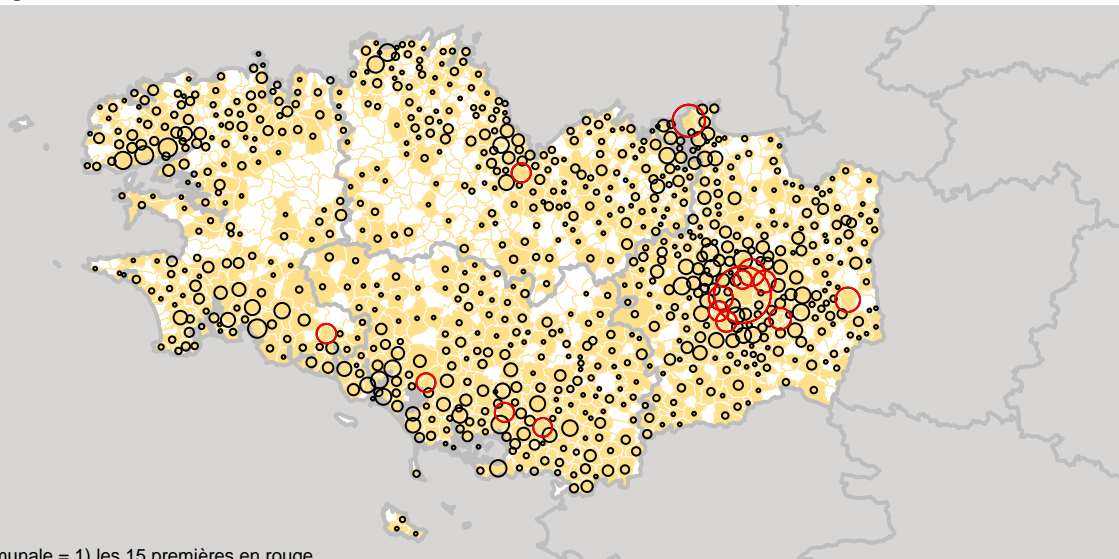 munale = 1) les 15 premières en rouge